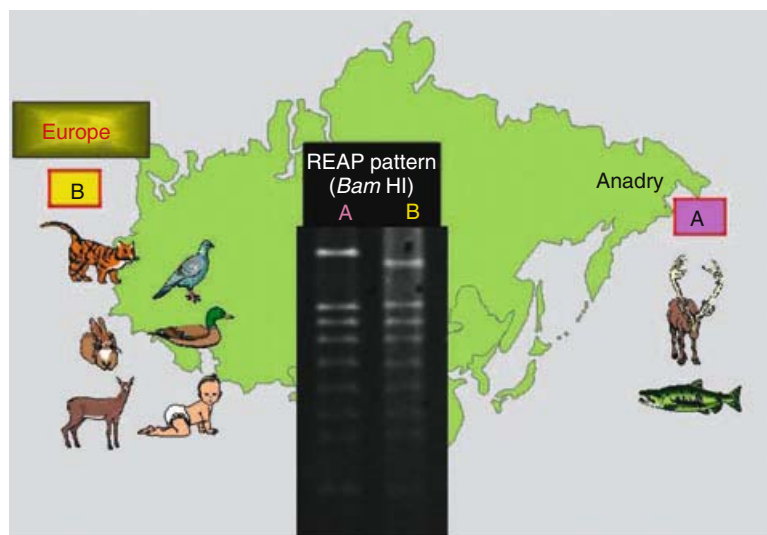 Europe
B
REAP pattern
(Bam HI)
A B
Anadry
A